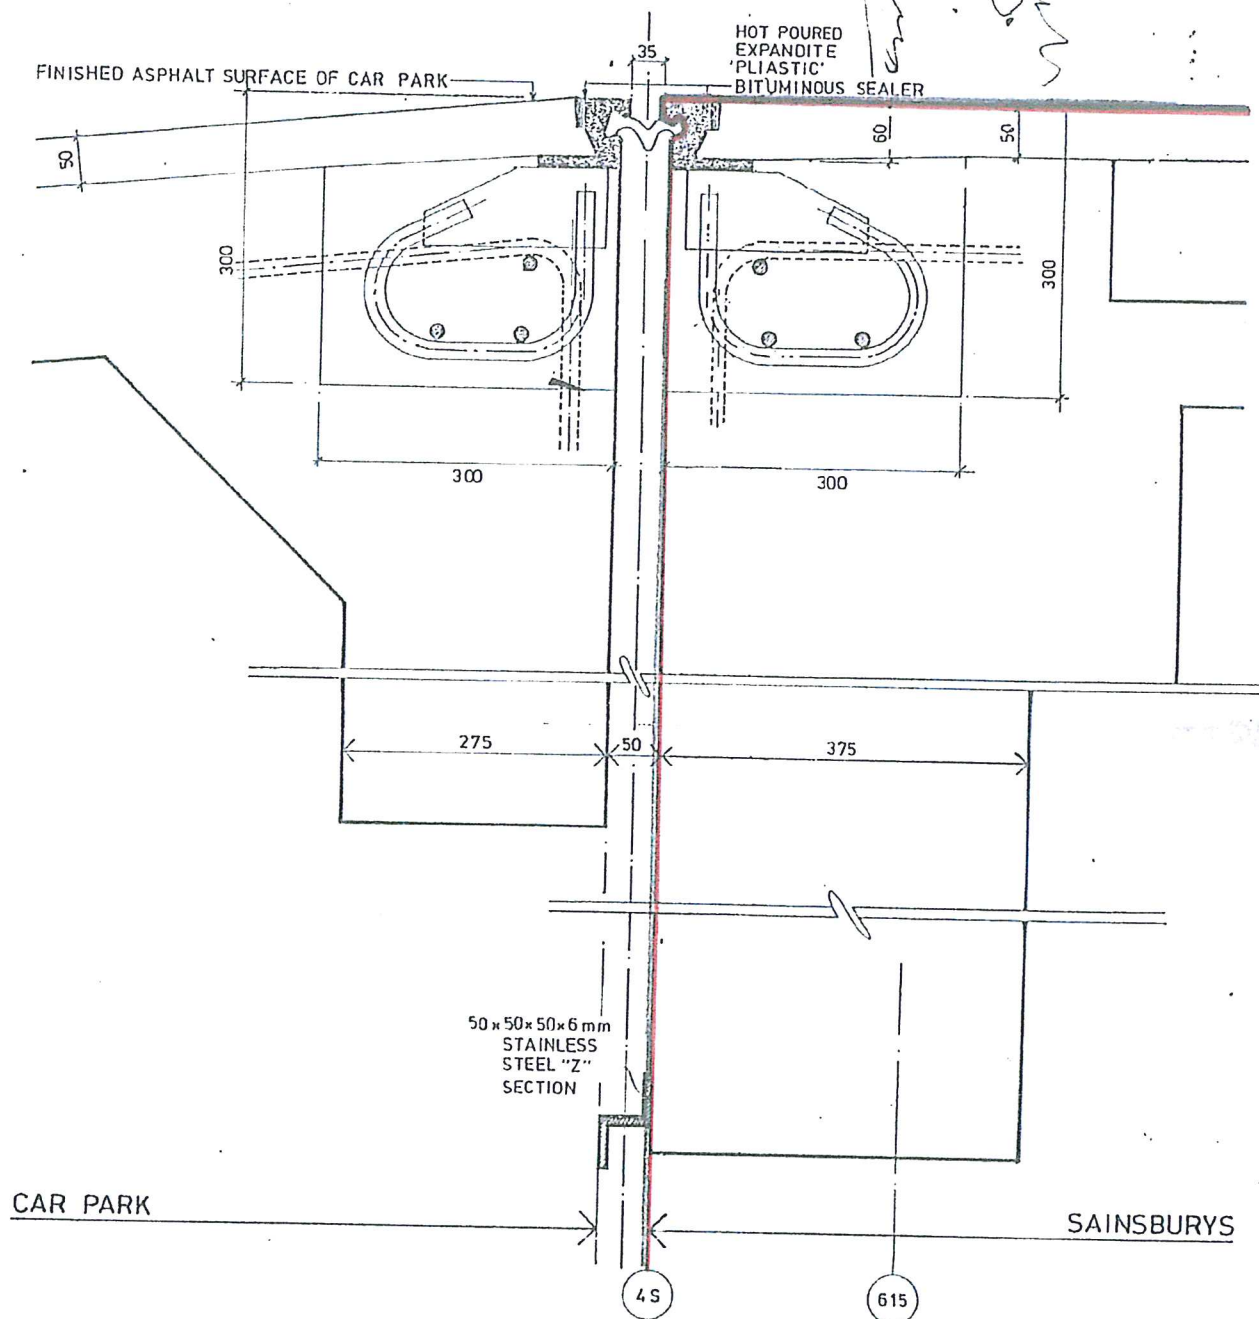 HOT POURED
EXPANDITE
'PLIASTIC'
BITUMINOUS SEALER
35
FINISHED ASPHALT SURFACE OF CAR PARK
50
60
50
300
300
300
300
275
50
375
50 x 50 x 50 x 6 mm
STAINLESS
STEEL "Z"
SECTION
CAR PARK
SAINSBURYS
4S
615